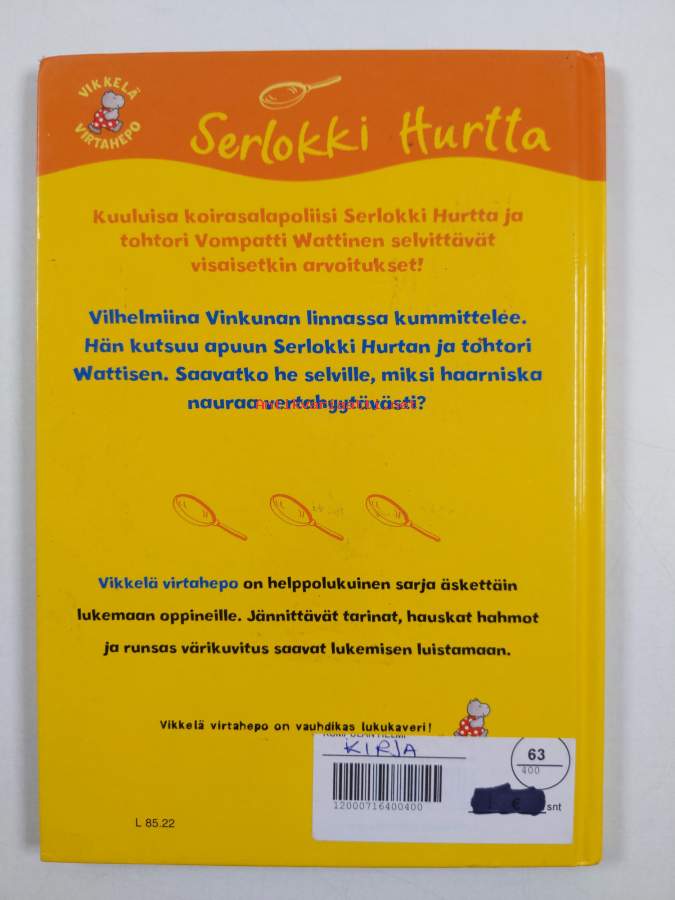 VIKKELÄ
VIRTAHEPO
Serlokki Hurtta
Kuuluisa koirasalapoliisi Serlokki Hurtta ja
tohtori Vompatti Wattinen selvittävät
visaisetkin arvoitukset!
Vilhelmiina Vinkunan linnassa kummittelee.
Hän kutsuu apuun Serlokki Hurtan ja tohtori
Wattisen. Saavatko he selville, miksi haarniska
nauraa vertahyytävästi?
Antikvariaatti.net
Vikkelä virtahepo on helppolukuinen sarja äskettäin
lukemaan oppineille. Jännittävät tarinat, hauskat hahmot
ja runsas värikuvitus saavat lukemisen luistamaan.
Vikkelä virtahepo on vauhdikas lukukaveri!
KIRJA
63
400
12000716400400
€
snt
L 85.22